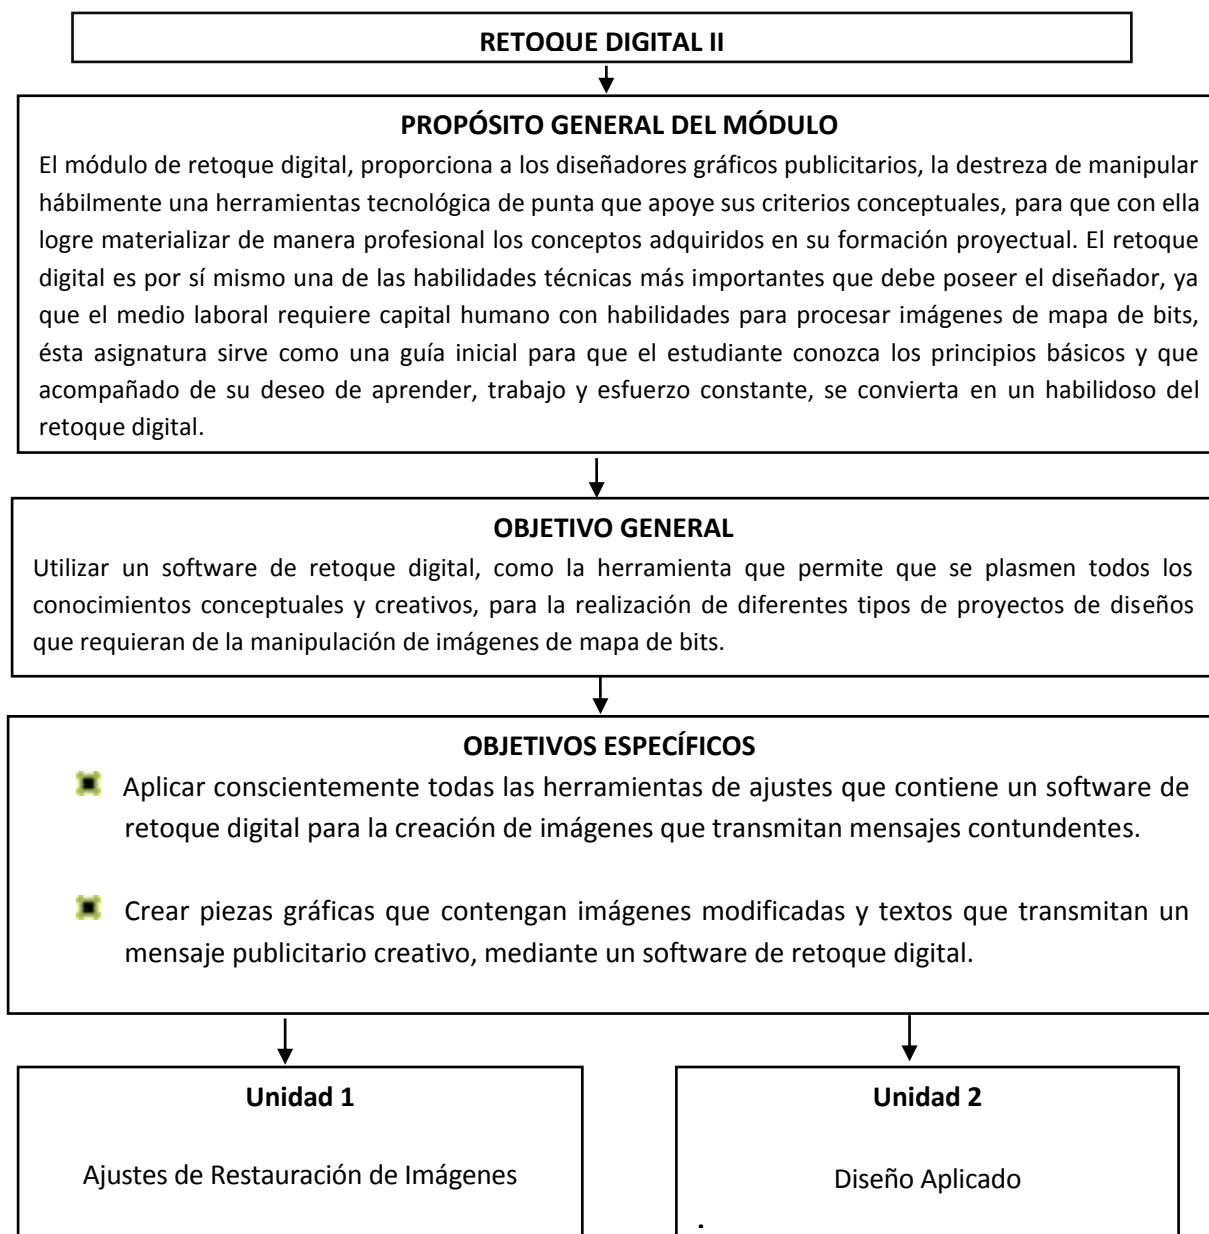 RETOQUE DIGITAL II
PROPÓSITO GENERAL DEL MÓDULO
El módulo de retoque digital, proporciona a los diseñadores gráficos publicitarios, la destreza de manipular
hábilmente una herramientas tecnológica de punta que apoye sus criterios conceptuales, para que con ella
logre materializar de manera profesional los conceptos adquiridos en su formación proyectual. El retoque
digital es por sí mismo una de las habilidades técnicas más importantes que debe poseer el diseñador, ya
que el medio laboral requiere capital humano con habilidades para procesar imágenes de mapa de bits,
ésta asignatura sirve como una guía inicial para que el estudiante conozca los principios básicos y que
acompañado de su deseo de aprender, trabajo y esfuerzo constante, se convierta en un habilidoso del
retoque digital.
OBJETIVO GENERAL
Utilizar un software de retoque digital, como la herramienta que permite que se plasmen todos los
conocimientos conceptuales y creativos, para la realización de diferentes tipos de proyectos de diseños
que requieran de la manipulación de imágenes de mapa de bits.
OBJETIVOS ESPECÍFICOS
Aplicar conscientemente todas las herramientas de ajustes que contiene un software de
retoque digital para la creación de imágenes que transmitan mensajes contundentes.
Crear piezas gráficas que contengan imágenes modificadas y textos que transmitan un
mensaje publicitario creativo, mediante un software de retoque digital.
Unidad 1
Ajustes de Restauración de Imágenes
Unidad 2
Diseño Aplicado
.